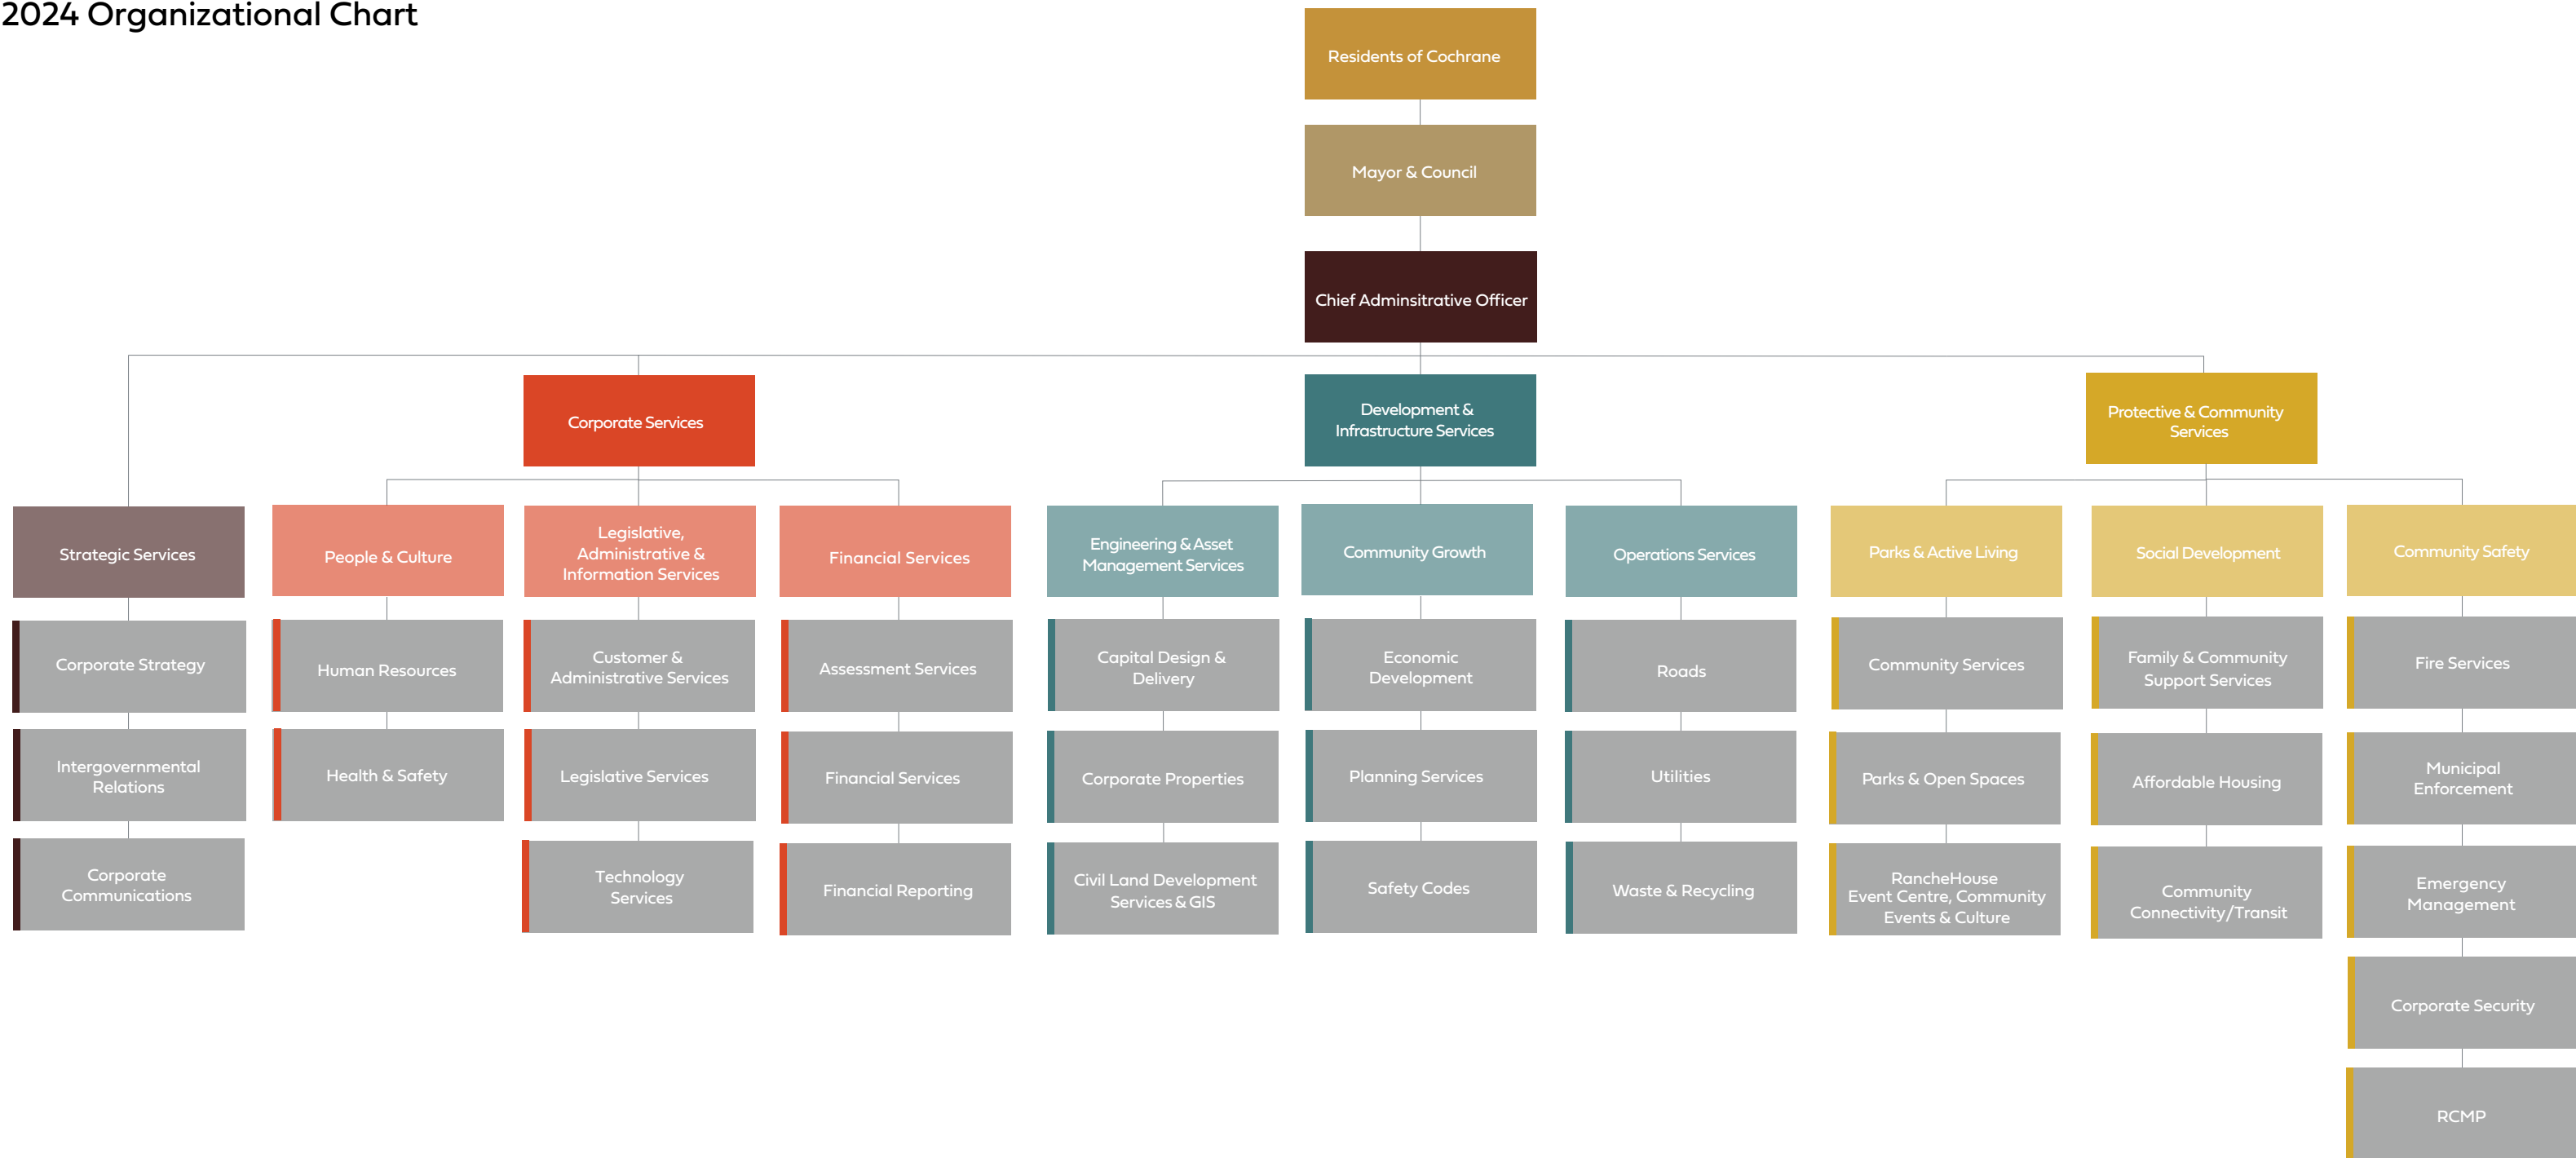 2024 Organizational Chart
Residents of Cochrane
Mayor & Council
Chief Adminsitrative Officer
Corporate Services
Development &
Infrastructure Services
Protective & Community
Services
Strategic Services
People & Culture
Legislative,
Administrative &
Information Services
Financial Services
Engineering & Asset
Management Services
Community Growth
Operations Services
Parks & Active Living
Social Development
Community Safety
Corporate Strategy
Human Resources
Customer &
Administrative Services
Assessment Services
Capital Design &
Delivery
Economic
Development
Roads
Community Services
Family & Community
Support Services
Fire Services
Intergovernmental
Relations
Health & Safety
Legislative Services
Financial Services
Corporate Properties
Planning Services
Utilities
Parks & Open Spaces
Affordable Housing
Municipal
Enforcement
Corporate
Communications
Technology
Services
Financial Reporting
Civil Land Development
Services & GIS
Safety Codes
Waste & Recycling
RancheHouse
Event Centre, Community
Events & Culture
Community
Connectivity/Transit
Emergency
Management
Corporate Security
RCMP